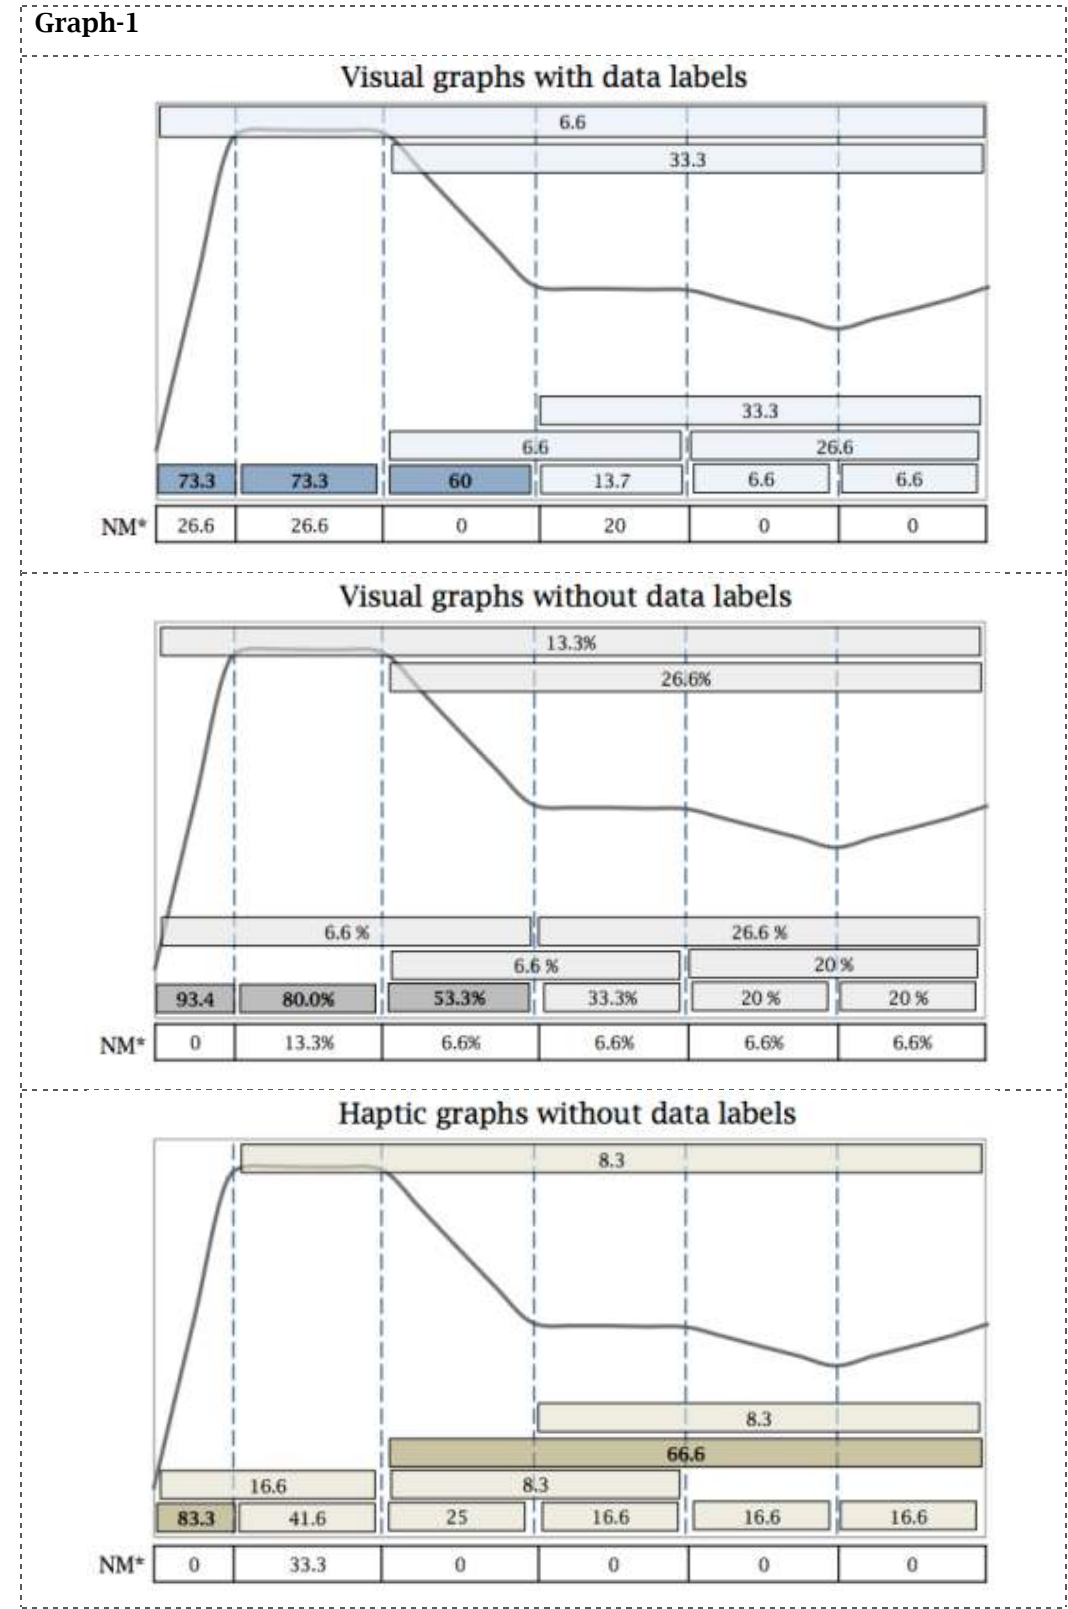 Graph-1
Visual graphs with data labels
6.6
33.3
33.3
6.6 26.6
73.3 73.3 60 13.7 6.6 6.6
NM* 26.6 26.6 0 20 0 0
Visual graphs without data labels
13.3%
26.6%
6.6 % 26.6 %
6.6 % 20 %
93.4 80.0% 53.3% 33.3% 20 % 20 %
NM* 0 13.3% 6.6% 6.6% 6.6% 6.6%
Haptic graphs without data labels
8.3
8.3
66.6
16.6 8.3
83.3 41.6 25 16.6 16.6 16.6
NM* 0 33.3 0 0 0 0